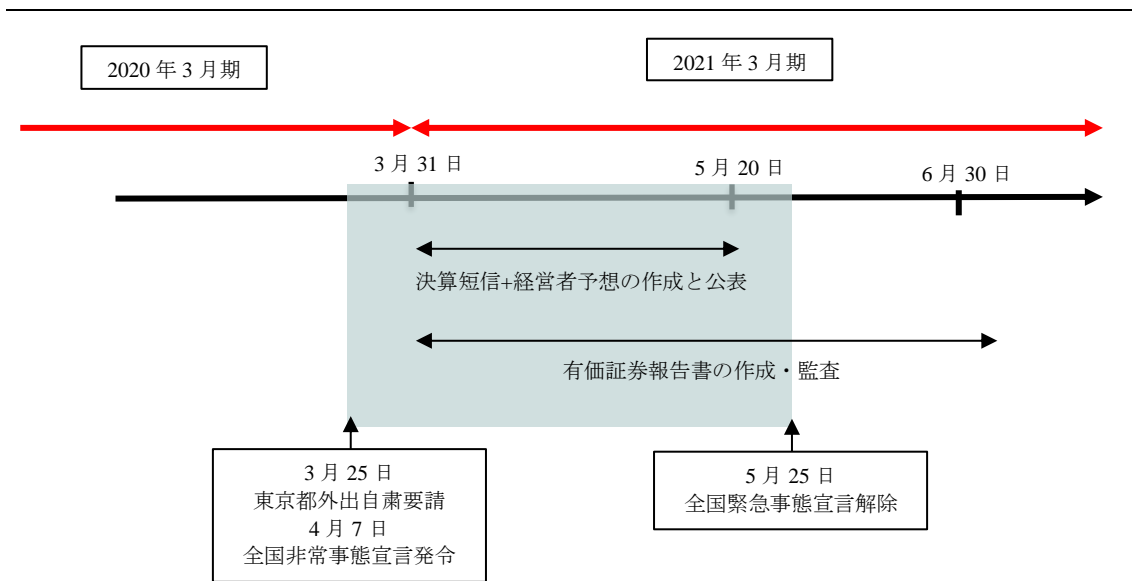 2020 年 3 月期
2021 年 3 月期
3 月 31 日
5 月 20 日
6 月 30 日
決算短信+経営者予想の作成と公表
有価証券報告書の作成・監査
3 月 25 日
東京都外出自粛要請
4 月 7 日
全国非常事態宣言発令
5 月 25 日
全国緊急事態宣言解除